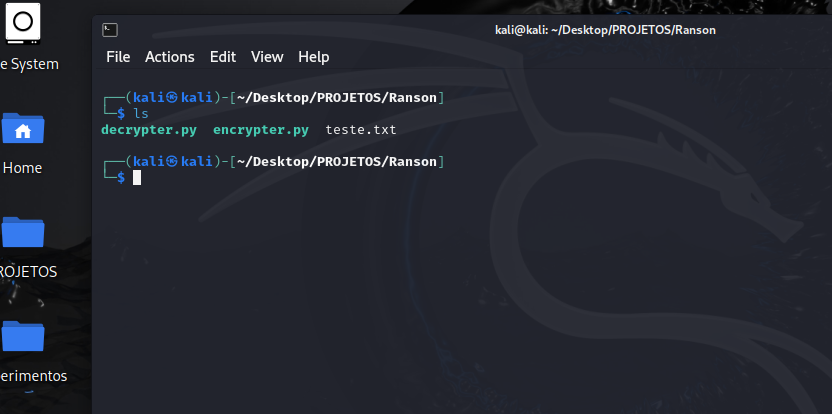 kali@kali: ~/Desktop/PROJETOS/Ranson
File Actions Edit View Help
e System
┌──(kali㉿kali)-[~/Desktop/PROJETOS/Ranson]
└─$ ls
decrypter.py encrypter.py teste.txt
┌──(kali㉿kali)-[~/Desktop/PROJETOS/Ranson]
└─$
Home
ROJETOS
erimentos